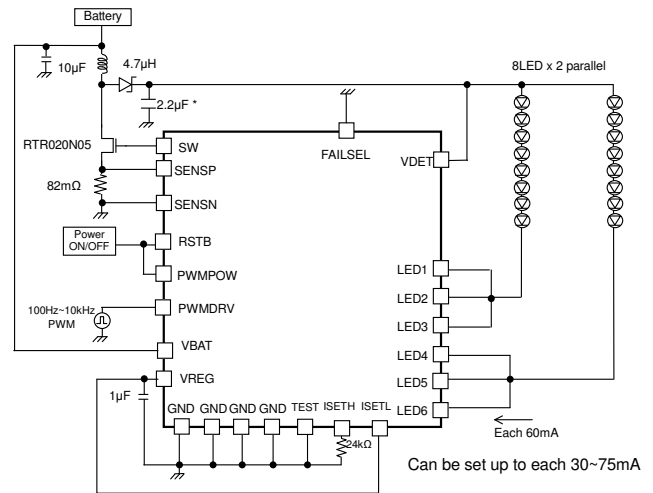 Battery
10µF
4.7µH
2.2µF *
8LED x 2 parallel
RTR020N05
SW
FAILSEL
VDET
SENSP
82mΩ
SENSN
Power
ON/OFF
RSTB
PWMPOW
LED1
LED2
LED3
100Hz~10kHz
PWM
PWMDRV
VBAT
LED4
VREG
LED5
1µF
GND GND GND GND TEST ISETH ISETL
LED6
24kΩ
Each 60mA
Can be set up to each 30~75mA